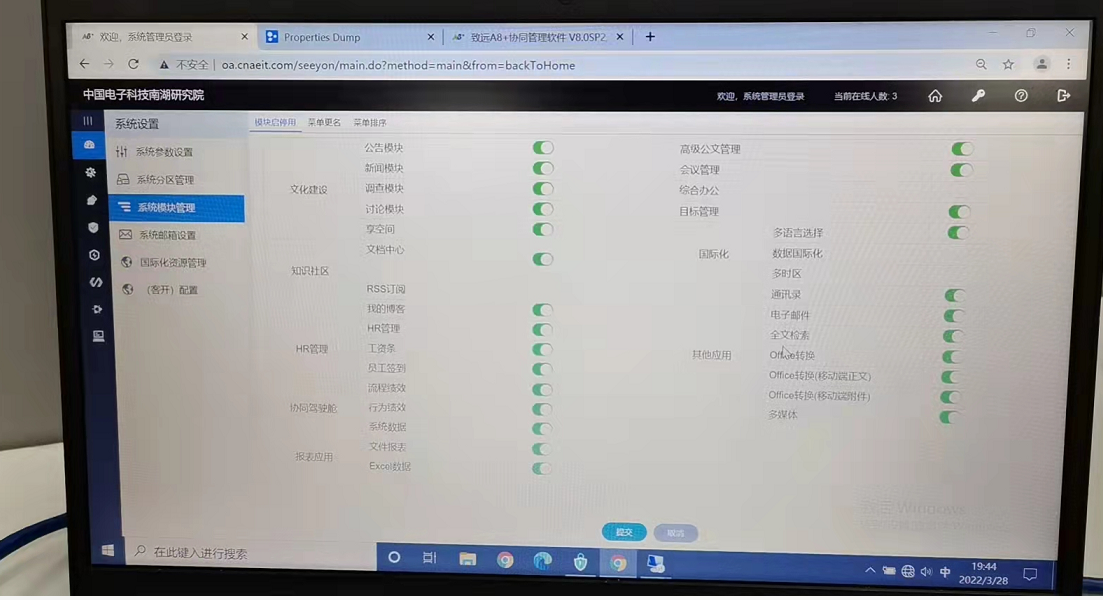 欢迎，系统管理员登录
Properties Dump
致远A8+协同管理软件 V8.0SP2,
不安全 | oa.cnaeit.com/seeyon/main.do?method=main&from=backToHome
中国电子科技南湖研究院
欢迎，系统管理员登录
当前在线人数: 3
系统设置
系统参数设置
系统分区管理
系统模块管理
系统邮箱设置
国际化资源管理
（客开）配置
模块启停用 菜单更名 菜单排序
文化建设
公告模块
新闻模块
调查模块
讨论模块
享空间
知识社区
文档中心
RSS订阅
我的博客
HR管理
HR管理
工资条
员工签到
协同驾驶舱
流程绩效
行为绩效
系统数据
报表应用
文件报表
Excel数据
高级公文管理
会议管理
综合办公
目标管理
国际化
多语言选择
数据国际化
多时区
其他应用
通讯录
电子邮件
全文检索
Office转换
Office转换(移动端正文)
Office转换(移动端附件)
多媒体
提交
取消
激活 Windows
在此键入进行搜索
中
19:44
2022/3/28